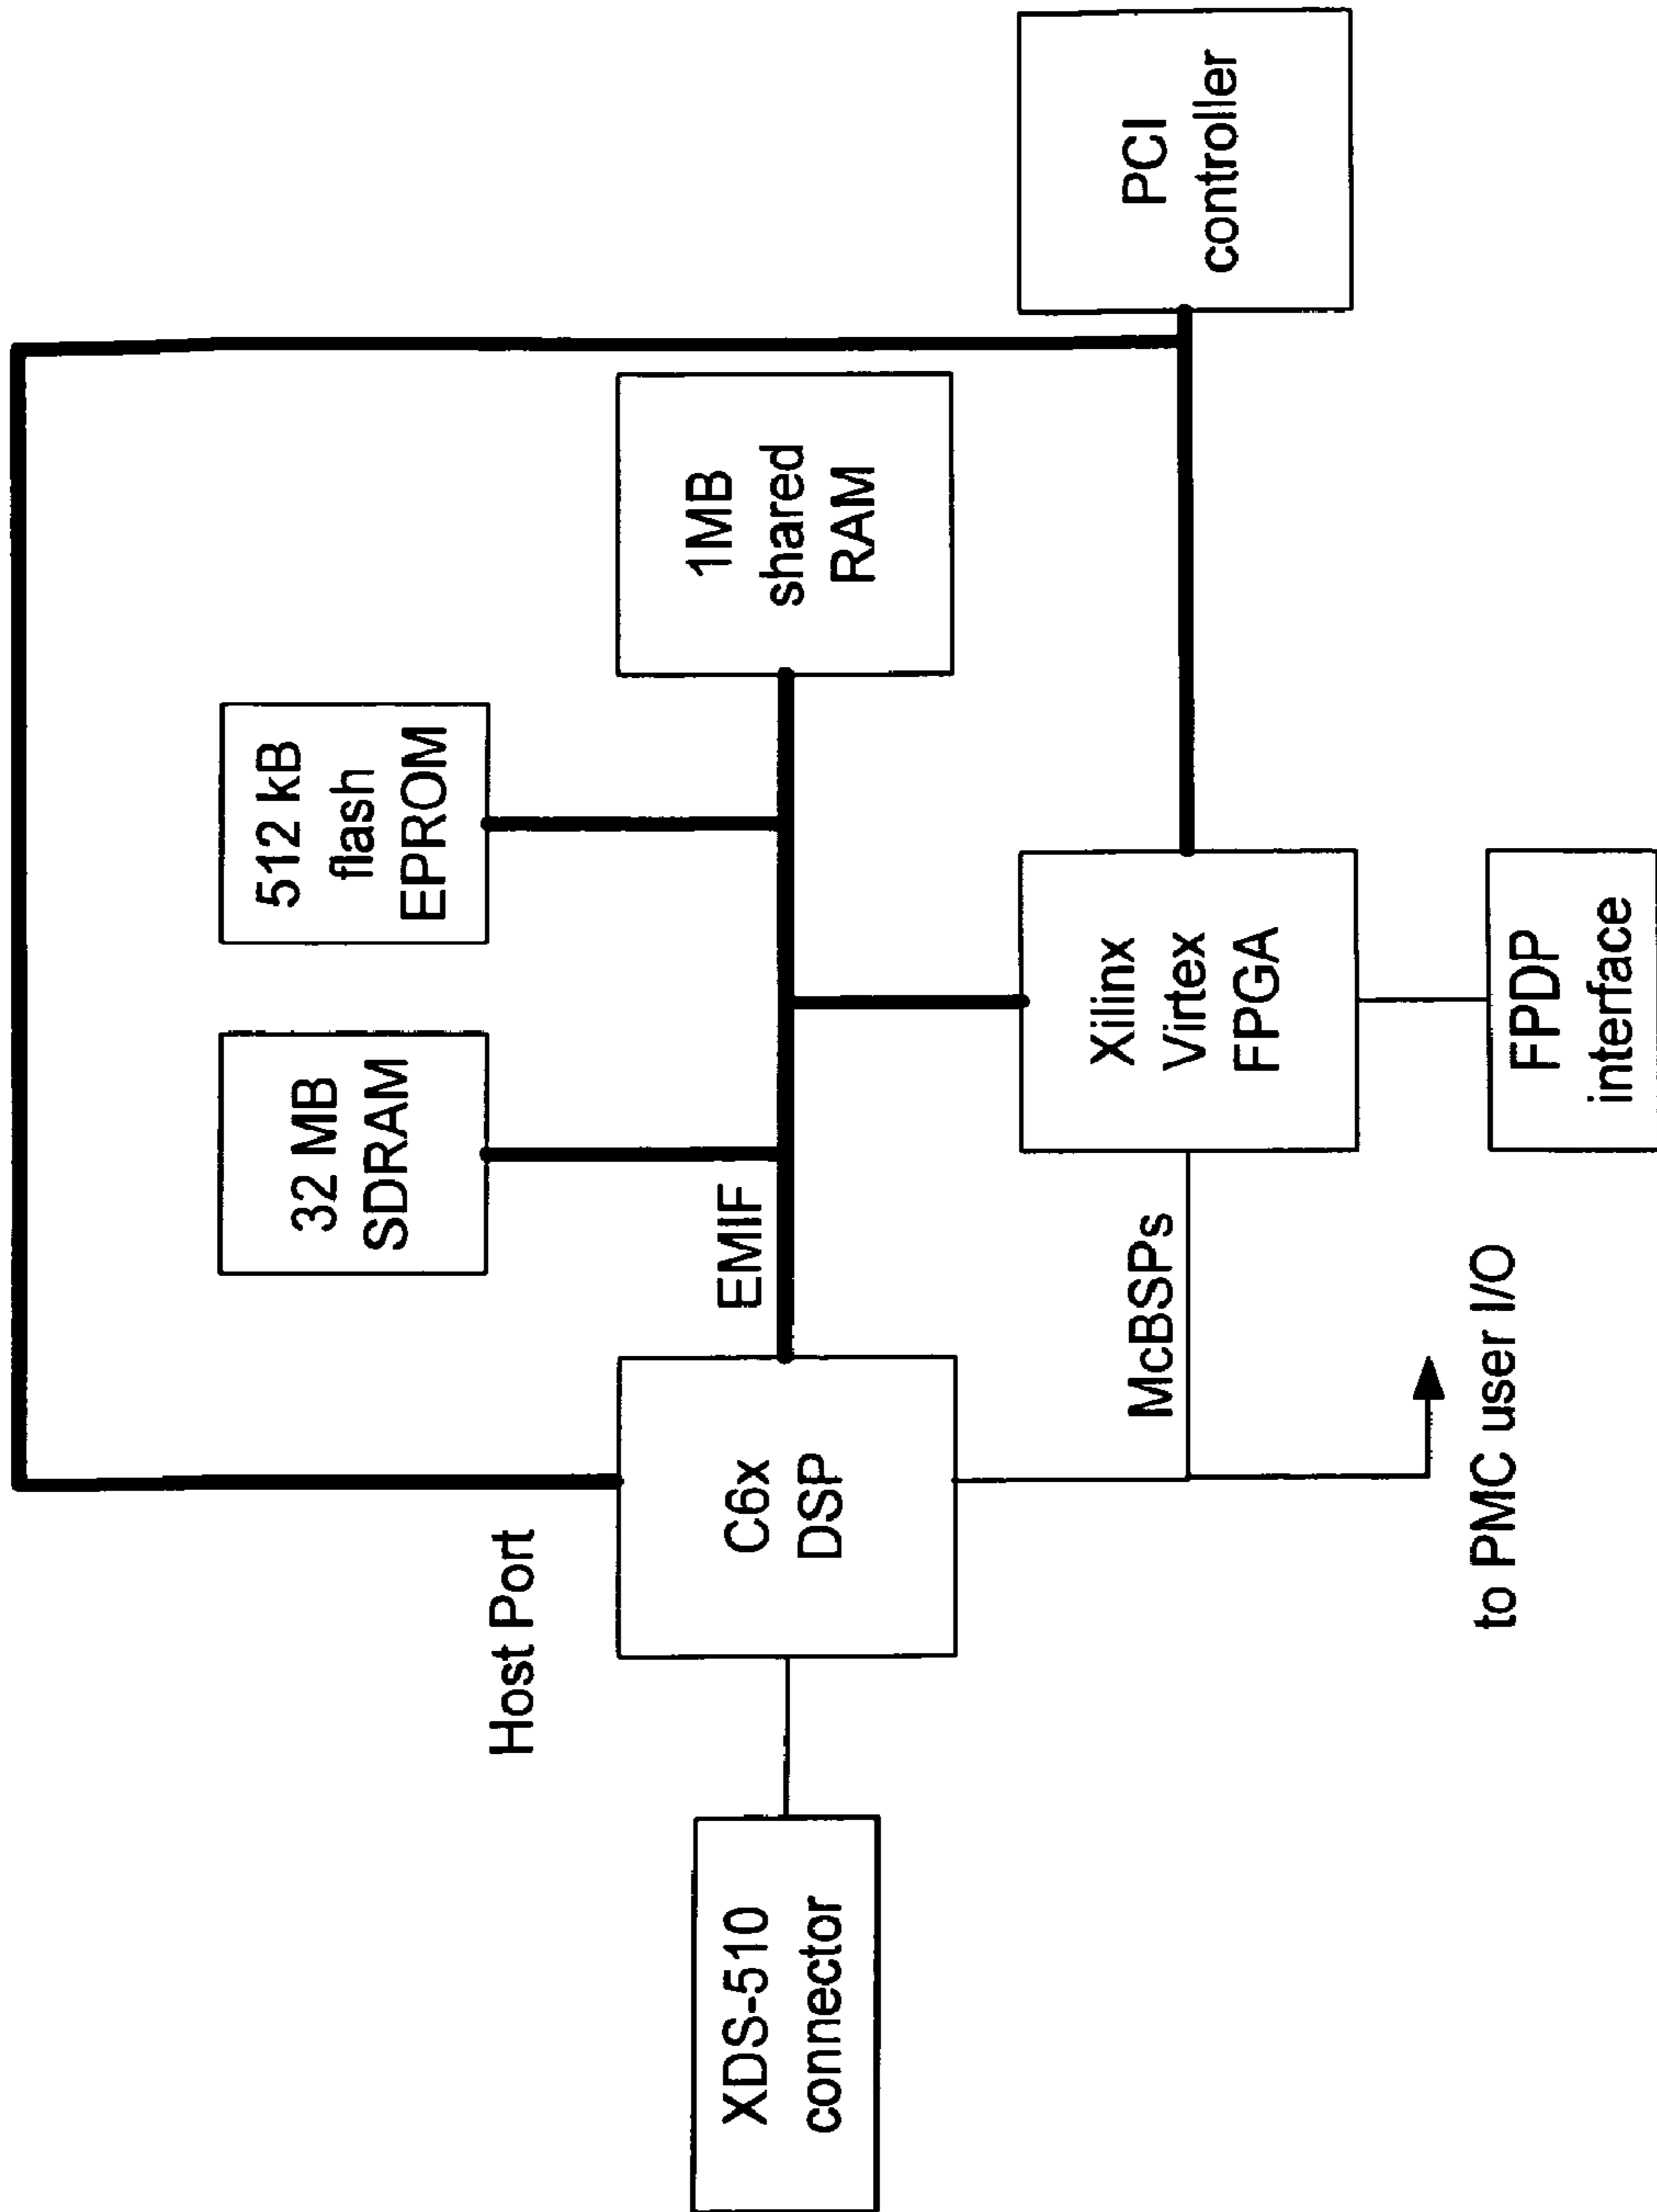 32 MB
SDRAM
512 kB
flash
EPROM
Host Port
EMIF
XDS-510
connector
C6x
DSP
1MB
shared
RAM
McBSPs
Xilinx
Virtex
FPGA
PCI
controller
to PMC user I/O
FPDP
interface